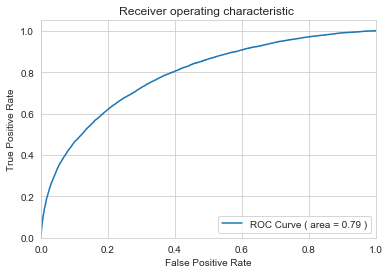 Receiver operating characteristic
True Positive Rate
1.0
0.8
0.6
0.4
0.2
0.0
ROC Curve ( area = 0.79 )
0.0 0.2 0.4 0.6 0.8 1.0
False Positive Rate